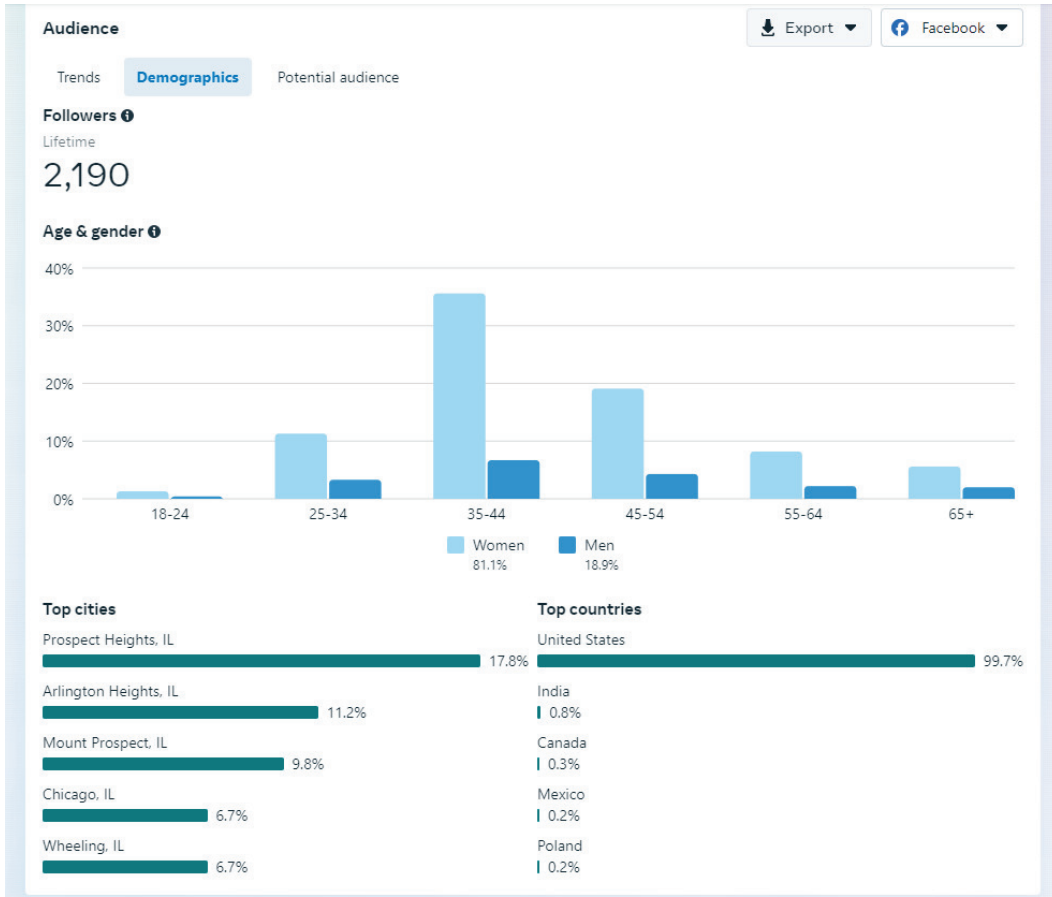 Audience
Export
Facebook
Trends
Demographics
Potential audience
Followers
Lifetime
2,190
Age & gender
40%
30%
20%
10%
0%
18-24 25-34 35-44 45-54 55-64 65+
Women Men
81.1% 18.9%
Top cities
Prospect Heights, IL
17.8%
Arlington Heights, IL
11.2%
Mount Prospect, IL
9.8%
Chicago, IL
6.7%
Wheeling, IL
6.7%
Top countries
United States
99.7%
India
0.8%
Canada
0.3%
Mexico
0.2%
Poland
0.2%